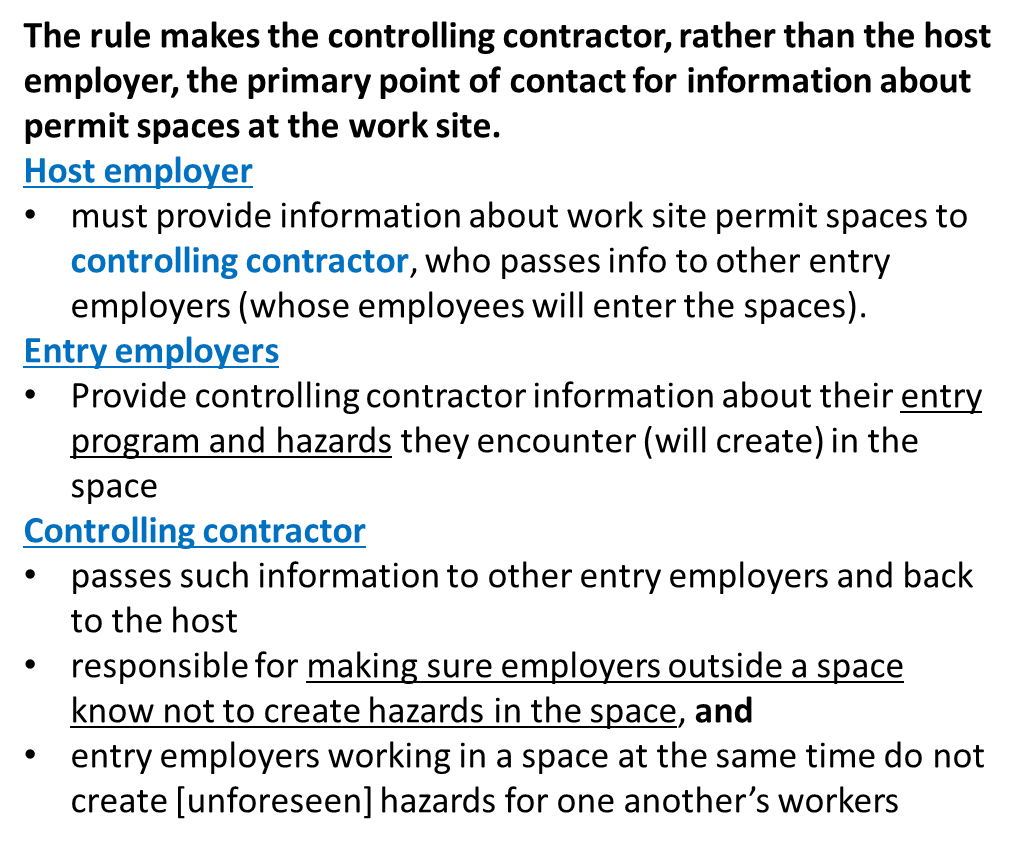 The rule makes the controlling contractor, rather than the host
employer, the primary point of contact for information about
permit spaces at the work site.
Host employer
• must provide information about work site permit spaces to
controlling contractor, who passes info to other entry
employers (whose employees will enter the spaces).
Entry employers
• Provide controlling contractor information about their entry
program and hazards they encounter (will create) in the
space
Controlling contractor
• passes such information to other entry employers and back
to the host
• responsible for making sure employers outside a space
know not to create hazards in the space, and
• entry employers working in a space at the same time do not
create [unforeseen] hazards for one another’s workers